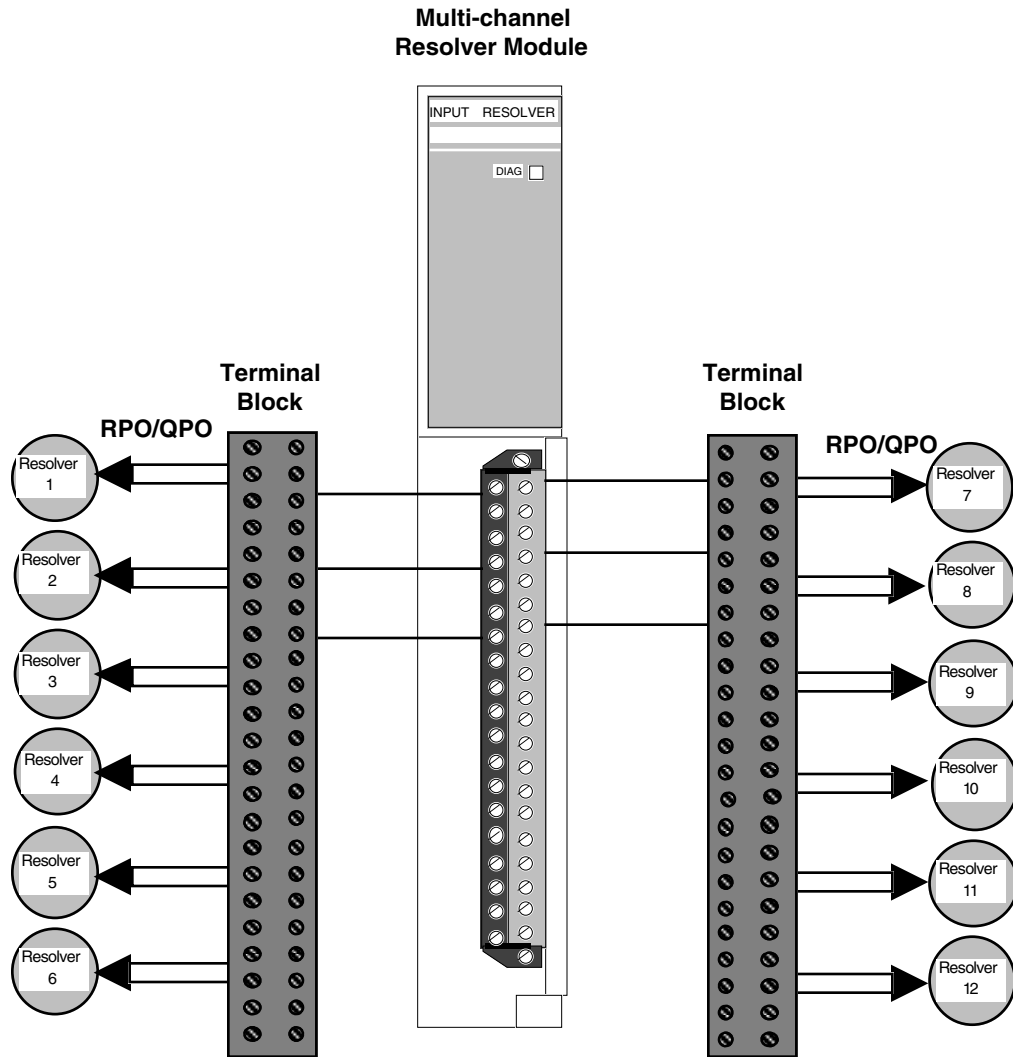 Multi-channel
Resolver Module
INPUT RESOLVER
DIAG
Terminal
Block
Terminal
Block
RPO/QPO
RPO/QPO
Resolver
1
Resolver
2
Resolver
3
Resolver
4
Resolver
5
Resolver
6
Resolver
7
Resolver
8
Resolver
9
Resolver
10
Resolver
11
Resolver
12